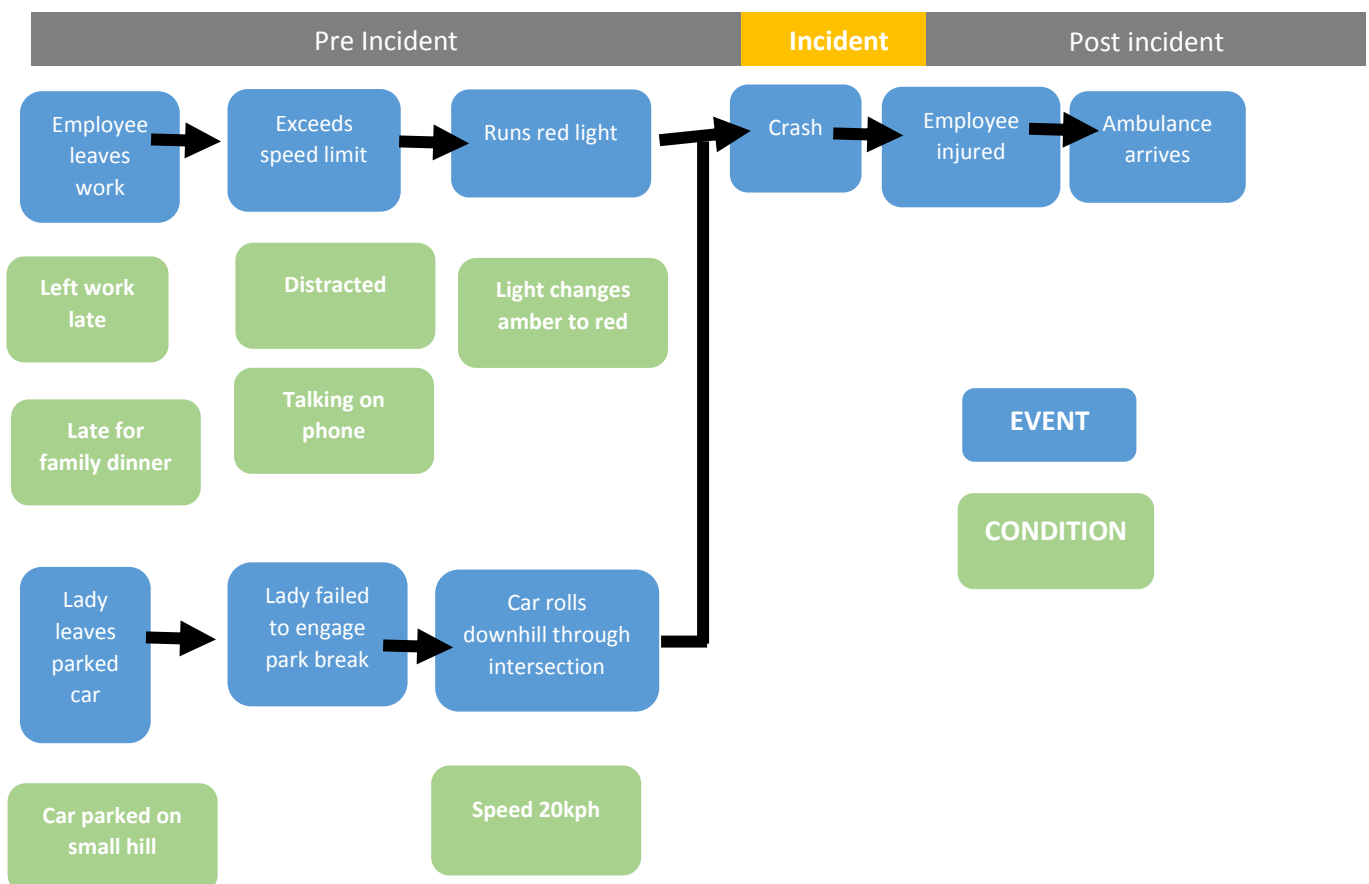 Pre Incident
Incident
Post incident
Employee
leaves
work
Exceeds
speed limit
Runs red light
Crash
Employee
injured
Ambulance
arrives
Left work
late
Distracted
Light changes
amber to red
Late for
family dinner
Talking on
phone
EVENT
CONDITION
Lady
leaves
parked
car
Lady failed
to engage
park break
Car rolls
downhill through
intersection
Car parked on
small hill
Speed 20kph